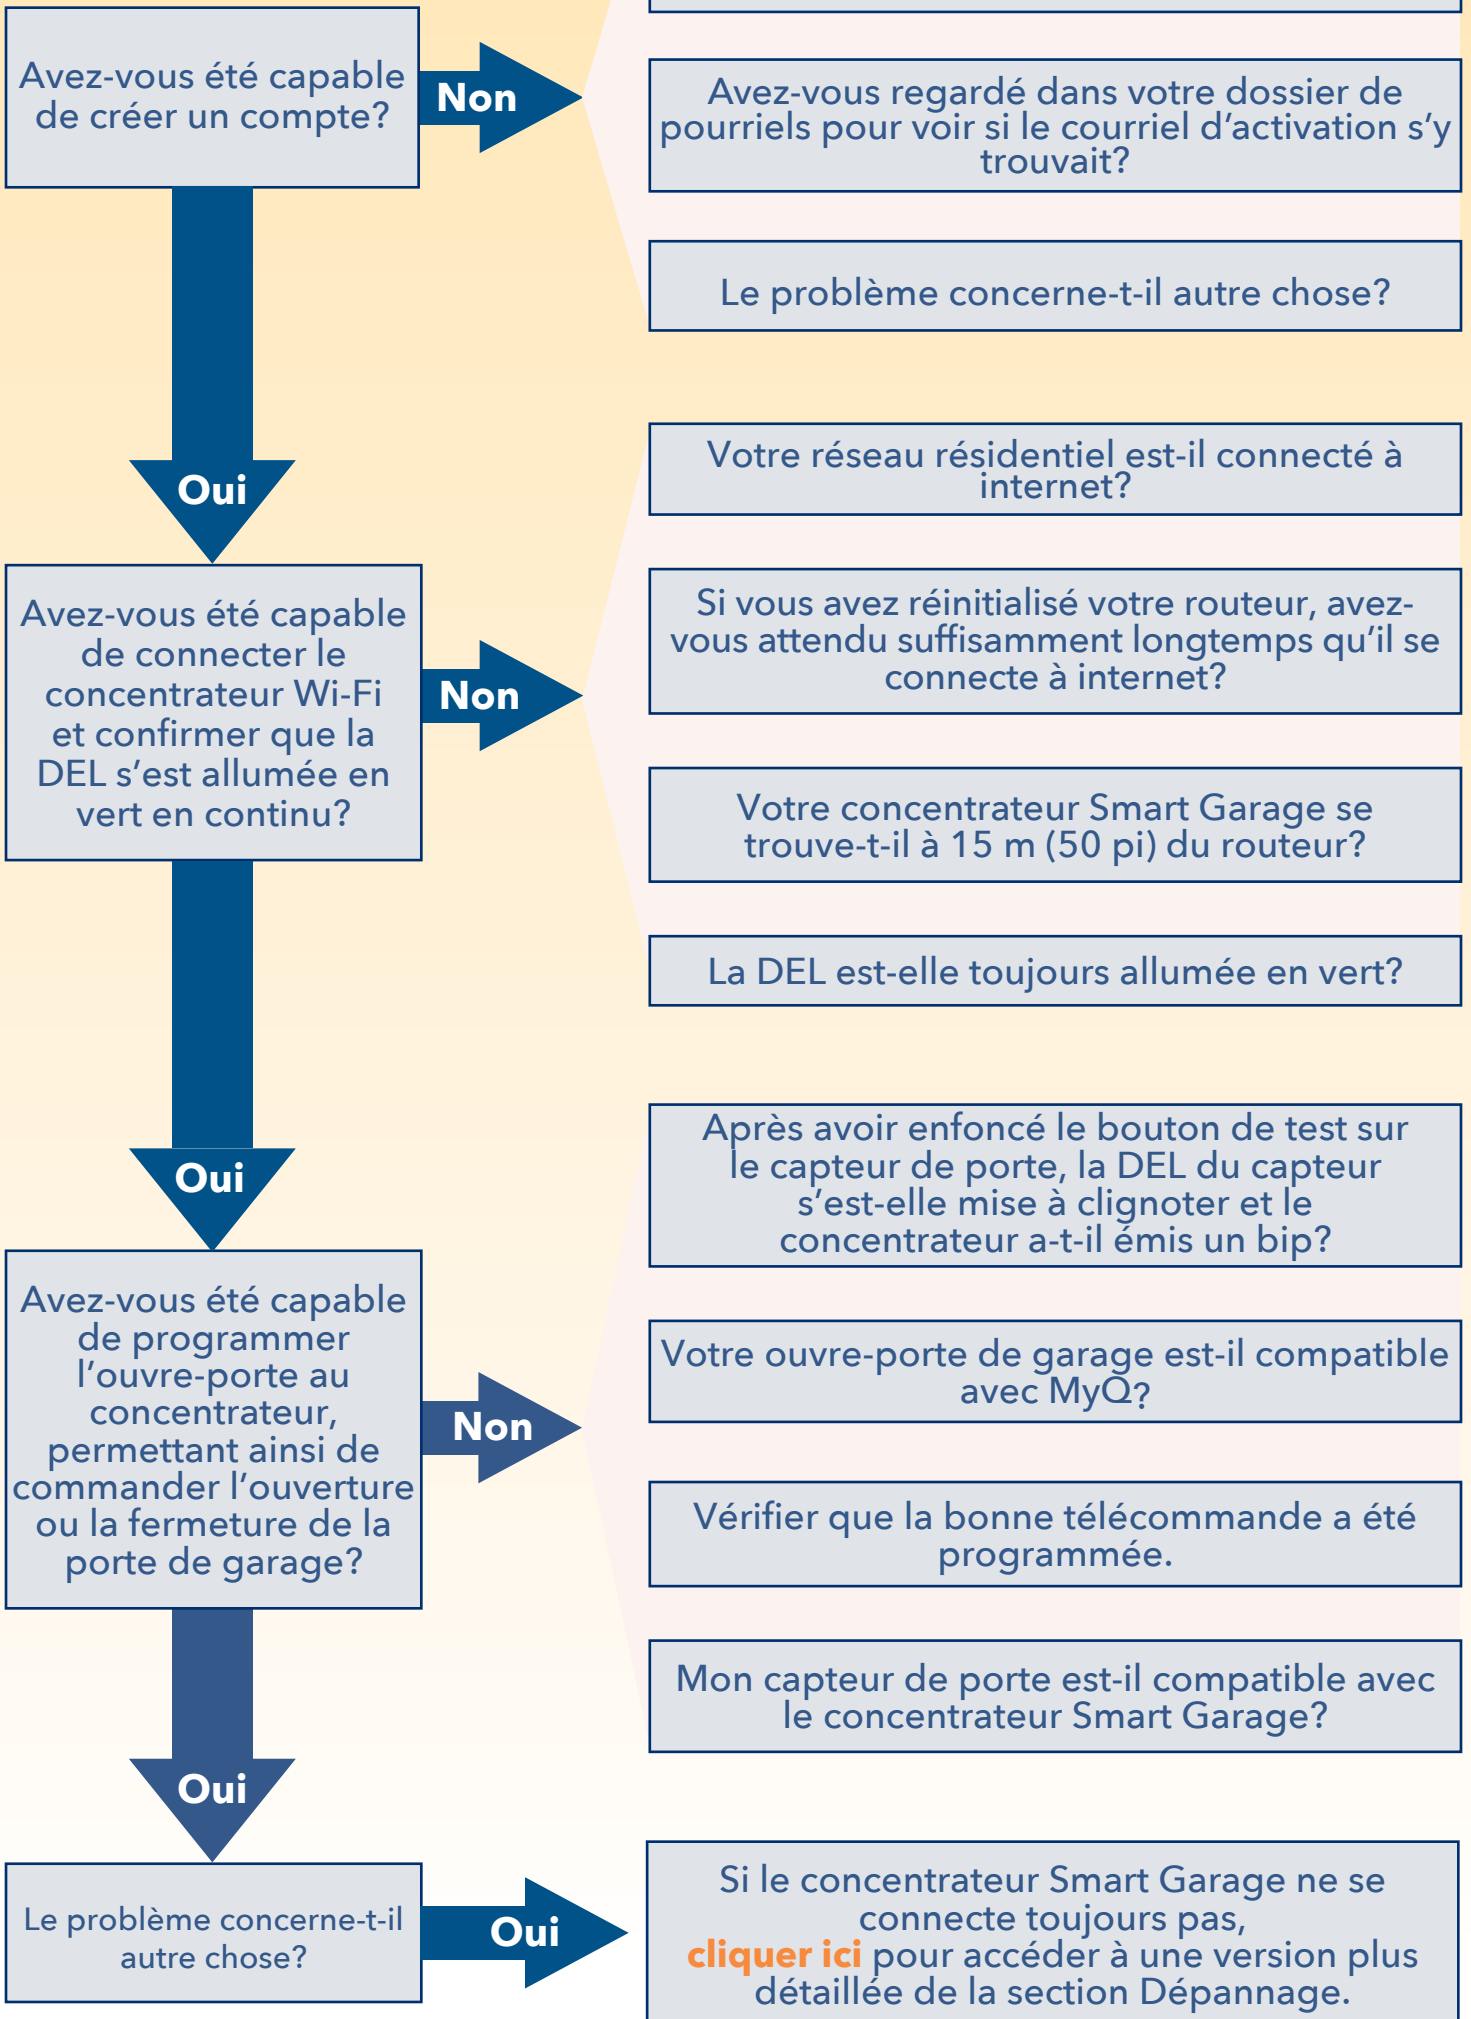 Avez-vous été capable
de créer un compte?
Non
Avez-vous regardé dans votre dossier de
pourriels pour voir si le courriel d’activation s’y
trouvait?
Le problème concerne-t-il autre chose?
Oui
Avez-vous été capable
de connecter le
concentrateur Wi-Fi
et confirmer que la
DEL s’est allumée en
vert en continu?
Non
Votre réseau résidentiel est-il connecté à
internet?
Si vous avez réinitialisé votre routeur, avez-
vous attendu suffisamment longtemps qu’il se
connecte à internet?
Votre concentrateur Smart Garage se
trouve-t-il à 15 m (50 pi) du routeur?
La DEL est-elle toujours allumée en vert?
Oui
Avez-vous été capable
de programmer
l’ouvre-porte au
concentrateur,
permettant ainsi de
commander l’ouverture
ou la fermeture de la
porte de garage?
Non
Après avoir enfoncé le bouton de test sur
le capteur de porte, la DEL du capteur
s’est-elle mise à clignoter et le
concentrateur a-t-il émis un bip?
Votre ouvre-porte de garage est-il compatible
avec MyQ?
Vérifier que la bonne télécommande a été
programmée.
Mon capteur de porte est-il compatible avec
le concentrateur Smart Garage?
Oui
Le problème concerne-t-il
autre chose?
Oui
Si le concentrateur Smart Garage ne se
connecte toujours pas,
cliquer ici pour accéder à une version plus
détaillée de la section Dépannage.